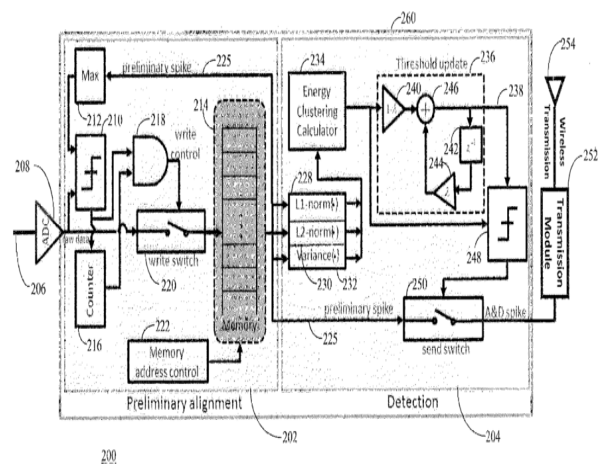 260
225
preliminary spike
Max
212
210
218
write
control
214
208
ADC
raw data
206
Counter
216
write switch
220
222
Memory
address control
Memory
Preliminary alignment
202
200
234
Energy
Clustering
Calculator
Threshold update
236
240
246
238
242
z⁻¹
244
λ
228
L1-norm(·)
L2-norm(·)
Variance(·)
230
232
248
250
preliminary spike
225
send switch
A&D spike
Detection
204
254
Wireless
Transmission
252
Transmission
Module